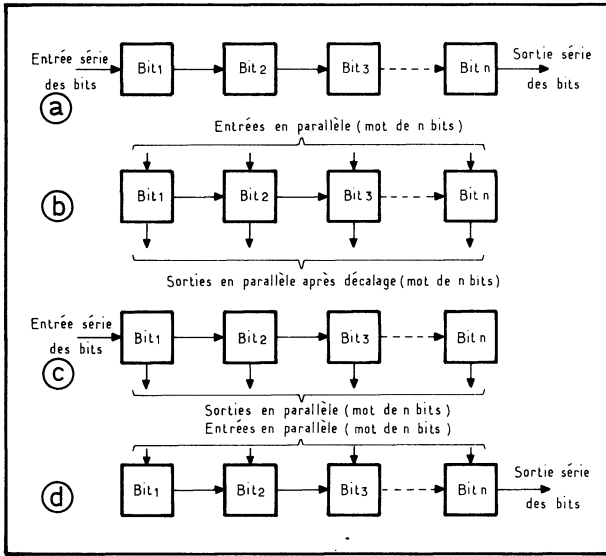 Entrée série
des bits
Bit1
Bit2
Bit3
Bit n
Sortie série
des bits
a
Entrées en parallèle (mot de n bits)
b
Bit1
Bit2
Bit3
Bit n
Sorties en parallèle après décalage (mot de n bits)
Entrée série
des bits
Bit1
Bit2
Bit3
Bit n
c
Sorties en parallèle (mot de n bits)
Entrées en parallèle (mot de n bits)
d
Bit1
Bit2
Bit3
Bit n
Sortie série
des bits